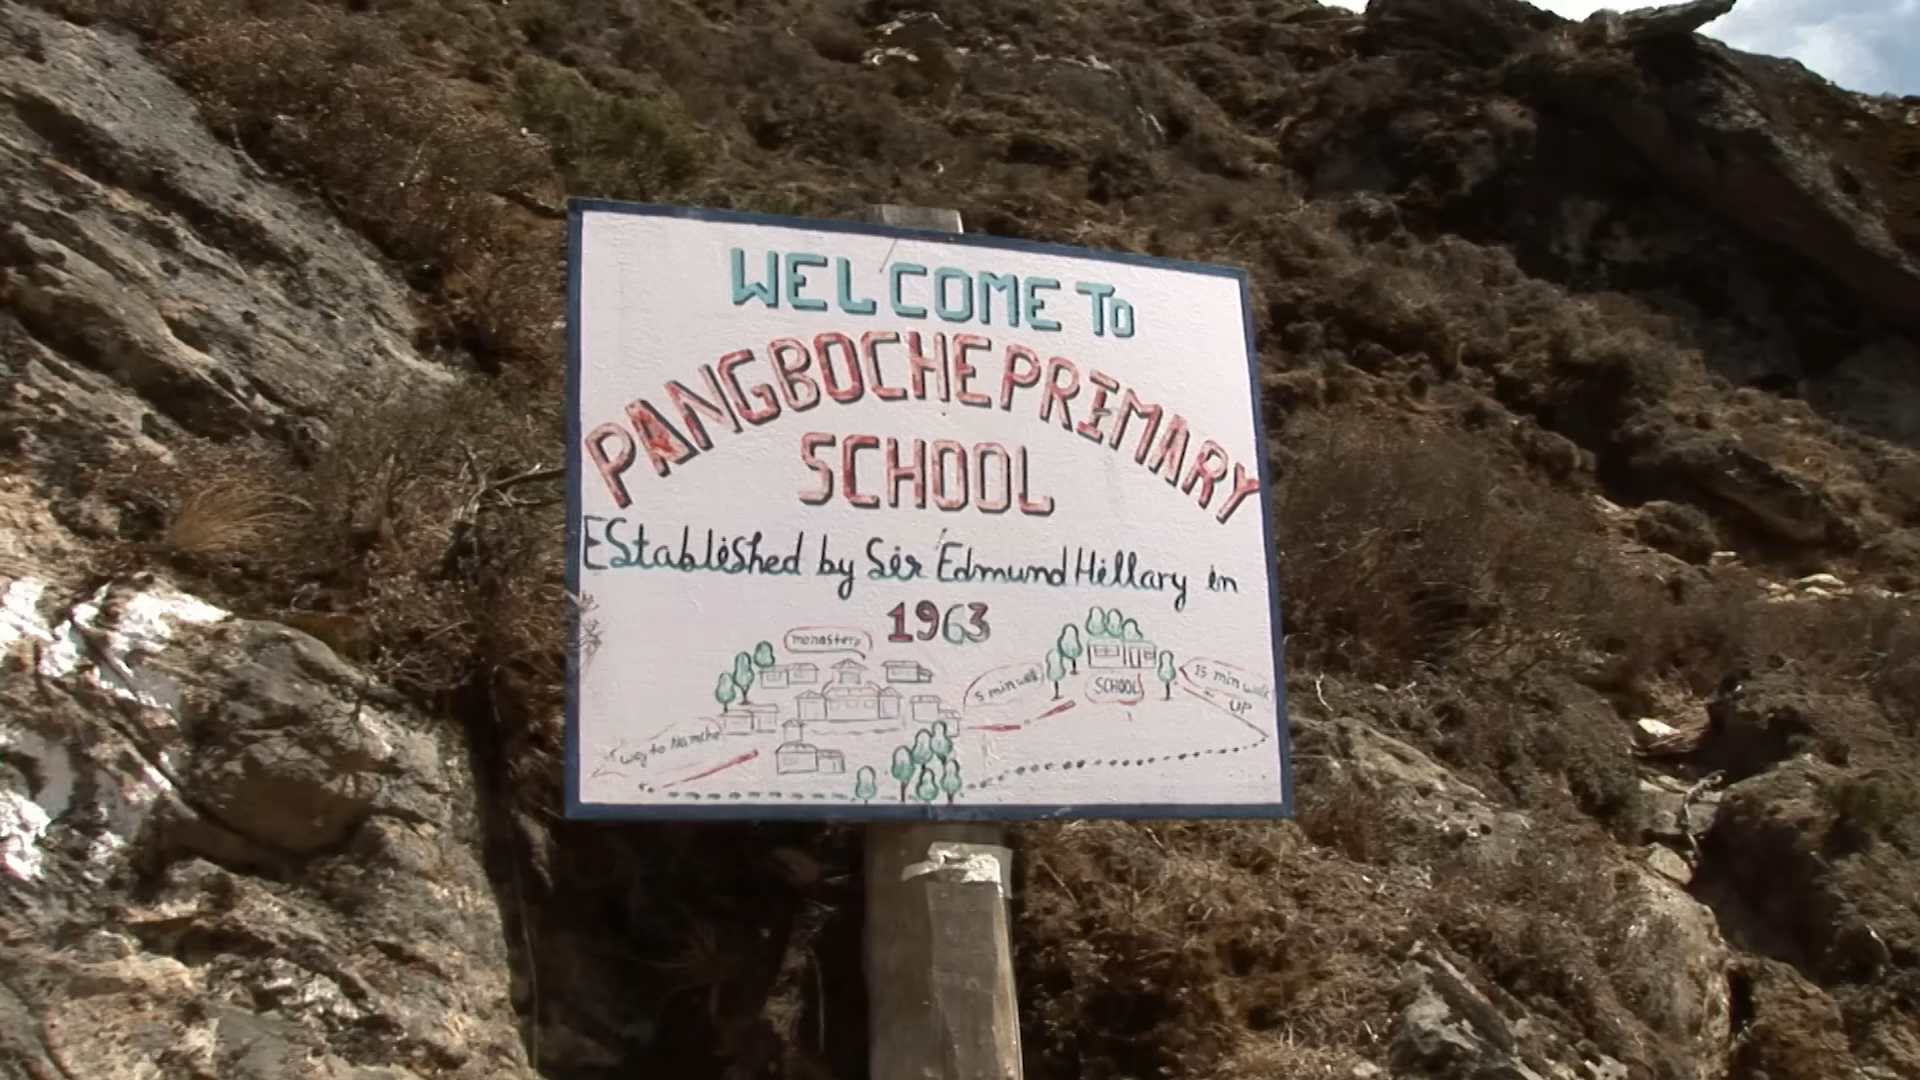 WELCOME To
PANGBOCHE PRIMARY
SCHOOL
EStabliShed by Sir Edmund Hillary in
1963
monastery
5 min walk
SCHOOL
15 min walk
UP
way to Namche